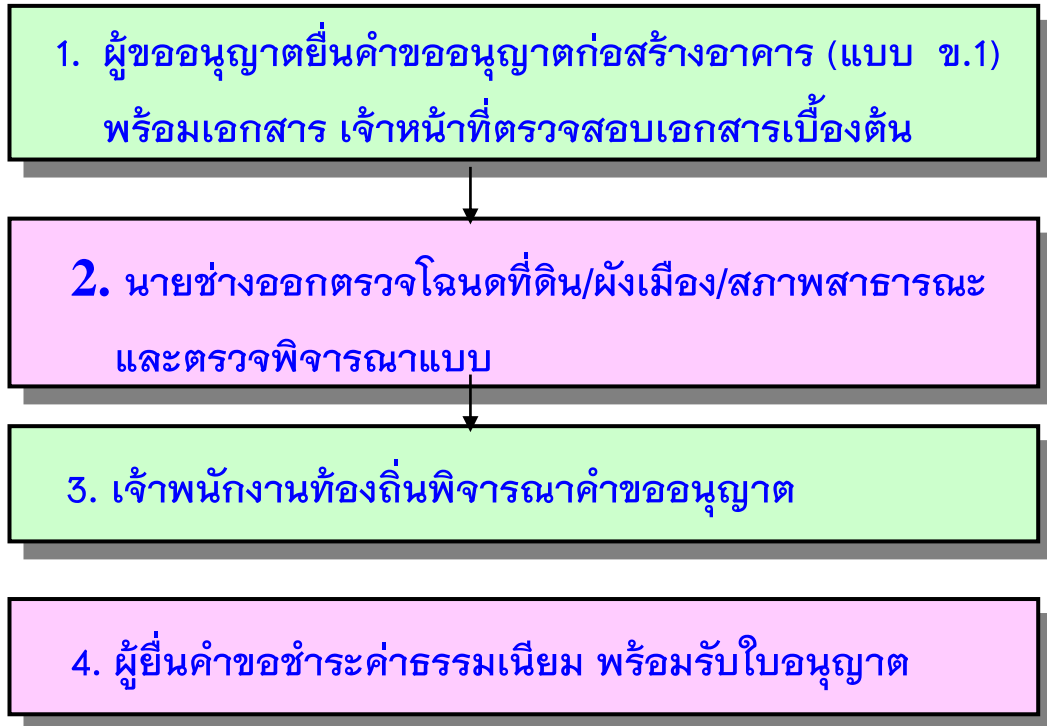 1. ผู้ขออนุญาตยื่นคำขออนุญาตก่อสร้างอาคาร (แบบ ข.1)
พร้อมเอกสาร เจ้าหน้าที่ตรวจสอบเอกสารเบื้องต้น
2. นายช่างออกตรวจโฉนดที่ดิน/ผังเมือง/สภาพสาธารณะ
และตรวจพิจารณาแบบ
3. เจ้าพนักงานท้องถิ่นพิจารณาคำขออนุญาต
4. ผู้ยื่นคำขอชำระค่าธรรมเนียม พร้อมรับใบอนุญาต